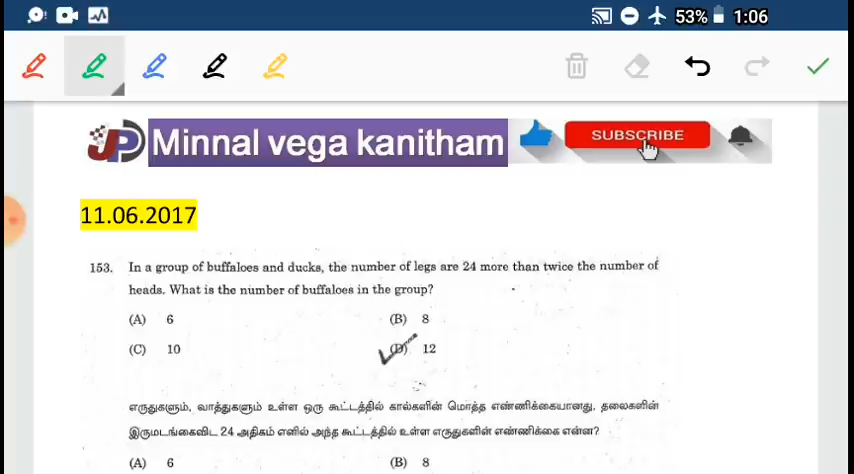 53% 1:06
JP Minnal vega kanitham SUBSCRIBE
11.06.2017
153. In a group of buffaloes and ducks, the number of legs are 24 more than twice the number of
heads. What is the number of buffaloes in the group?
(A) 6 (B) 8
(C) 10 (D) 12
எருதுகளும், வாத்துகளும் உள்ள ஒரு கூட்டத்தில் கால்களின் மொத்த எண்ணிக்கையானது, தலைகளின்
இருமடங்கைவிட 24 அதிகம் எனில் அந்த கூட்டத்தில் உள்ள எருதுகளின் எண்ணிக்கை என்ன?
(A) 6 (B) 8